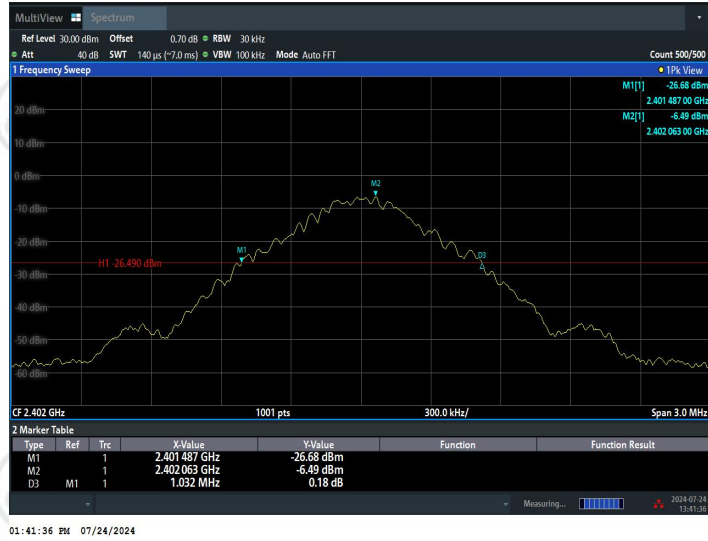 MultiView Spectrum
Ref Level 30.00 dBm Offset 0.70 dB RBW 30 kHz
Att 40 dB SWT 140 µs (~7.0 ms) VBW 100 kHz Mode Auto FFT Count 500/500
1 Frequency Sweep 1Pk View
M1[1] -26.68 dBm
2.401 487 00 GHz
M2[1] -6.49 dBm
2.402 063 00 GHz
20 dBm
10 dBm
0 dBm
M2
-10 dBm
-20 dBm
M1
D3
H1 -26.490 dBm
-30 dBm
-40 dBm
-50 dBm
-60 dBm
CF 2.402 GHz 1001 pts 300.0 kHz/ Span 3.0 MHz
2 Marker Table
Type Ref Trc X-Value Y-Value Function Function Result
M1 1 2.401 487 GHz -26.68 dBm
M2 1 2.402 063 GHz -6.49 dBm
D3 M1 1 1.032 MHz 0.18 dB
Measuring... 2024-07-24
13:41:36
01:41:36 PM 07/24/2024